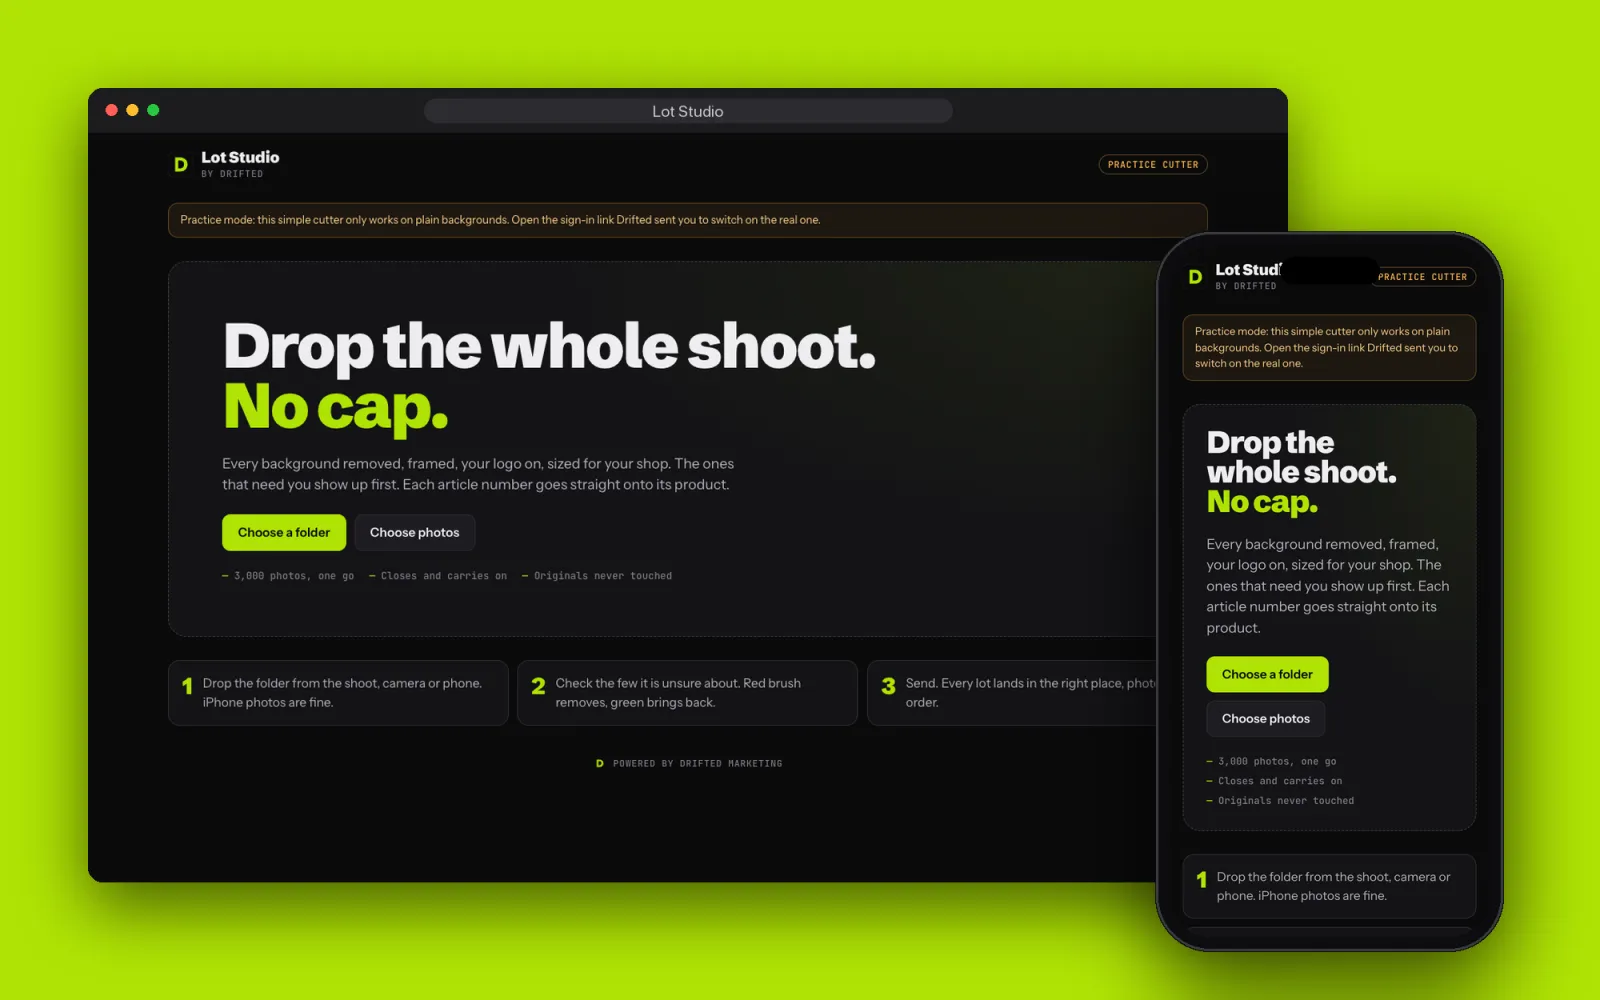 Lot Studio
D
Lot Studio
BY DRIFTED
PRACTICE CUTTER
Practice mode: this simple cutter only works on plain backgrounds. Open the sign-in link Drifted sent you to switch on the real one.
Drop the whole shoot.
No cap.
Every background removed, framed, your logo on, sized for your shop. The ones
that need you show up first. Each article number goes straight onto its product.
Choose a folder
Choose photos
– 3,000 photos, one go – Closes and carries on – Originals never touched
1 Drop the folder from the shoot, camera or phone.
iPhone photos are fine.
2 Check the few it is unsure about. Red brush
removes, green brings back.
3 Send. Every lot lands in the right place,
order.
D POWERED BY DRIFTED MARKETING
D
Lot
BY DRIFTED
PRACTICE CUTTER
Practice mode: this simple cutter only works on plain
backgrounds. Open the sign-in link Drifted sent you to
switch on the real one.
Drop the
whole shoot.
No cap.
Every background removed, framed,
your logo on, sized for your shop. The
ones that need you show up first. Each
article number goes straight onto its
product.
Choose a folder
Choose photos
– 3,000 photos, one go
– Closes and carries on
– Originals never touched
1 Drop the folder from the shoot, camera or
phone. iPhone photos are fine.